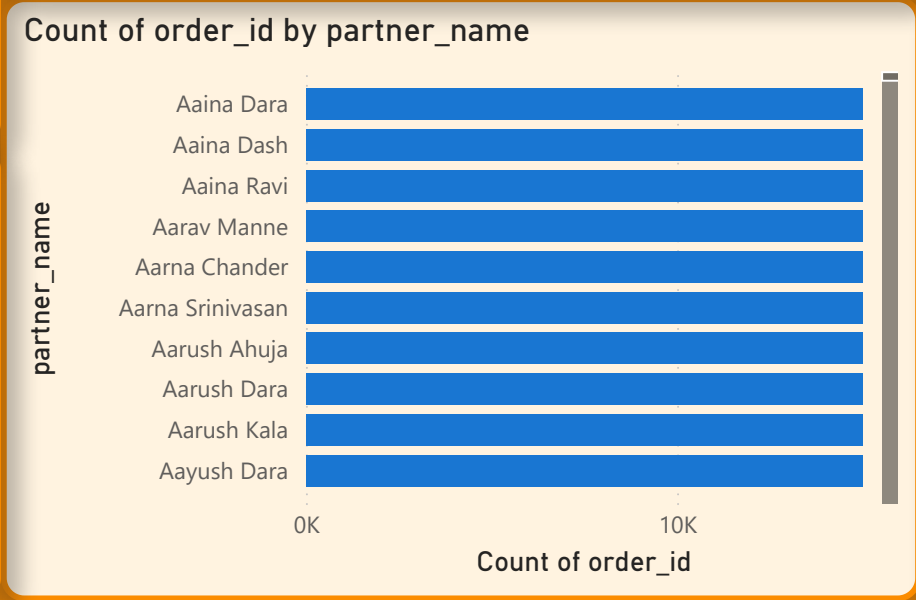 Count of order_id by partner_name
partner_name
Aaina Dara
Aaina Dash
Aaina Ravi
Aarav Manne
Aarna Chander
Aarna Srinivasan
Aarush Ahuja
Aarush Dara
Aarush Kala
Aayush Dara
0K 10K
Count of order_id